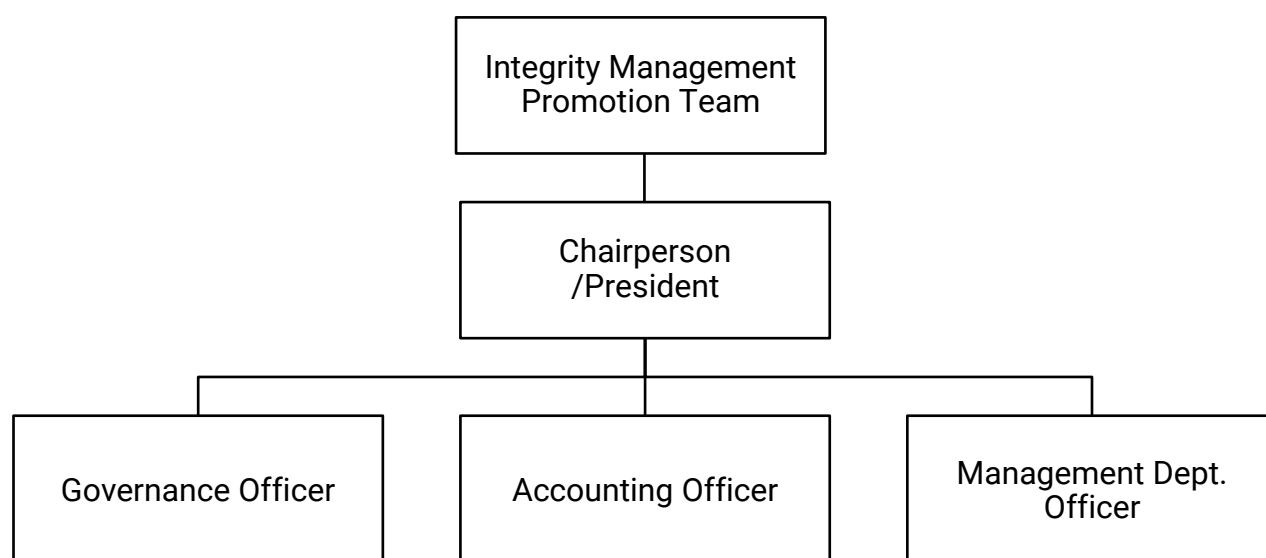 Integrity Management
Promotion Team
Chairperson
/President
Governance Officer
Accounting Officer
Management Dept.
Officer